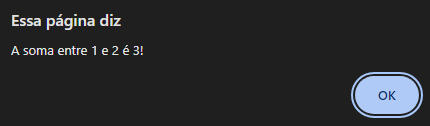 Essa página diz
A soma entre 1 e 2 é 3!
OK